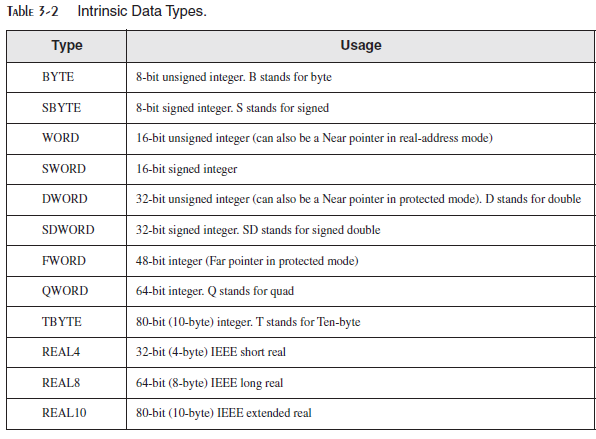 TABLE 3-2 Intrinsic Data Types.
Type Usage
BYTE 8-bit unsigned integer. B stands for byte
SBYTE 8-bit signed integer. S stands for signed
WORD 16-bit unsigned integer (can also be a Near pointer in real-address mode)
SWORD 16-bit signed integer
DWORD 32-bit unsigned integer (can also be a Near pointer in protected mode). D stands for double
SDWORD 32-bit signed integer. SD stands for signed double
FWORD 48-bit integer (Far pointer in protected mode)
QWORD 64-bit integer. Q stands for quad
TBYTE 80-bit (10-byte) integer. T stands for Ten-byte
REAL4 32-bit (4-byte) IEEE short real
REAL8 64-bit (8-byte) IEEE long real
REAL10 80-bit (10-byte) IEEE extended real